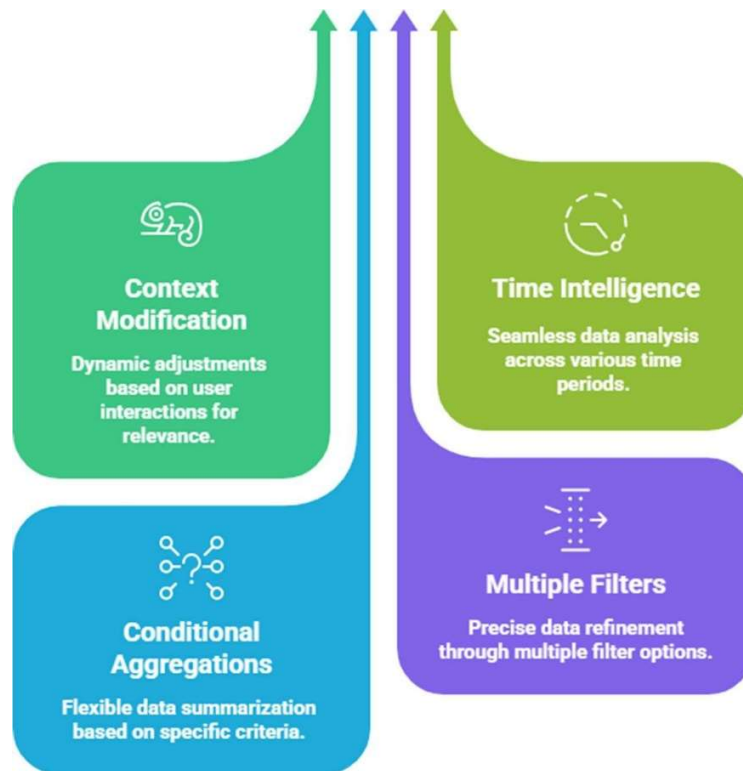 Context
Modification
Dynamic adjustments
based on user
interactions for
relevance.
Time Intelligence
Seamless data analysis
across various time
periods.
Conditional
Aggregations
Flexible data summarization
based on specific criteria.
Multiple Filters
Precise data refinement
through multiple filter options.